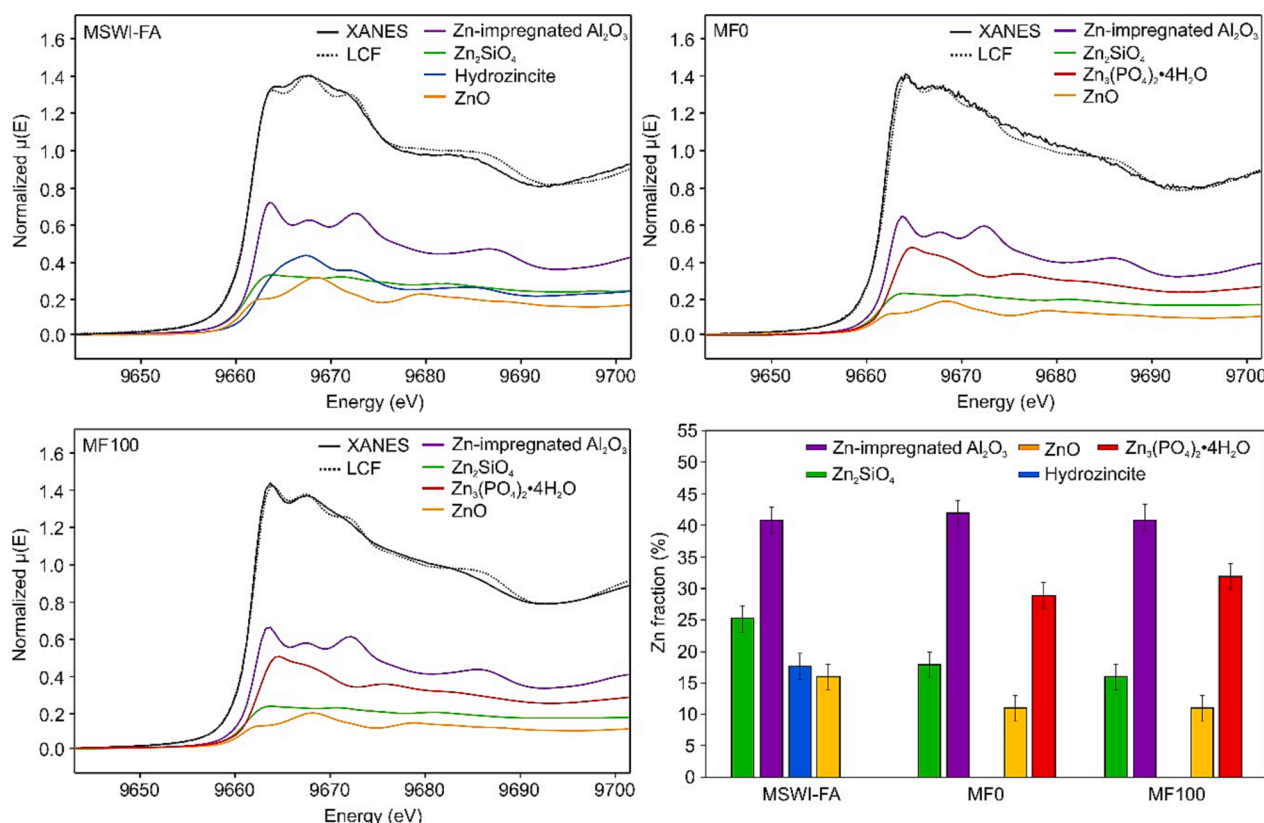 MSWI-FA
XANES
LCF
Zn-impregnated Al₂O₃
Zn₂SiO₄
Hydrozincite
ZnO
Normalized μ(E)
1.6
1.4
1.2
1.0
0.8
0.6
0.4
0.2
0.0
9650 9660 9670 9680 9690 9700
Energy (eV)
MF0
XANES
LCF
Zn-impregnated Al₂O₃
Zn₂SiO₄
Zn₃(PO₄)₂•4H₂O
ZnO
Normalized μ(E)
1.6
1.4
1.2
1.0
0.8
0.6
0.4
0.2
0.0
9650 9660 9670 9680 9690 9700
Energy (eV)
MF100
XANES
LCF
Zn-impregnated Al₂O₃
Zn₂SiO₄
Zn₃(PO₄)₂•4H₂O
ZnO
Normalized μ(E)
1.6
1.4
1.2
1.0
0.8
0.6
0.4
0.2
0.0
9650 9660 9670 9680 9690 9700
Energy (eV)
Zn-impregnated Al₂O₃ ZnO Zn₃(PO₄)₂•4H₂O
Zn₂SiO₄ Hydrozincite
Zn fraction (%)
55
50
45
40
35
30
25
20
15
10
5
0
MSWI-FA MF0 MF100